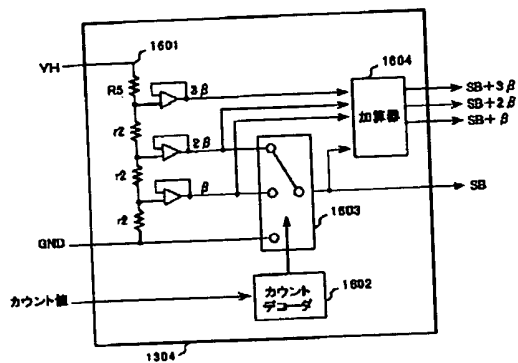 1601
VH
R5
3β
r2
2β
r2
β
r2
GND
カウント値
カウント
デコーダ
1602
1603
1604
加算器
SB+3β
SB+2β
SB+β
SB
1304